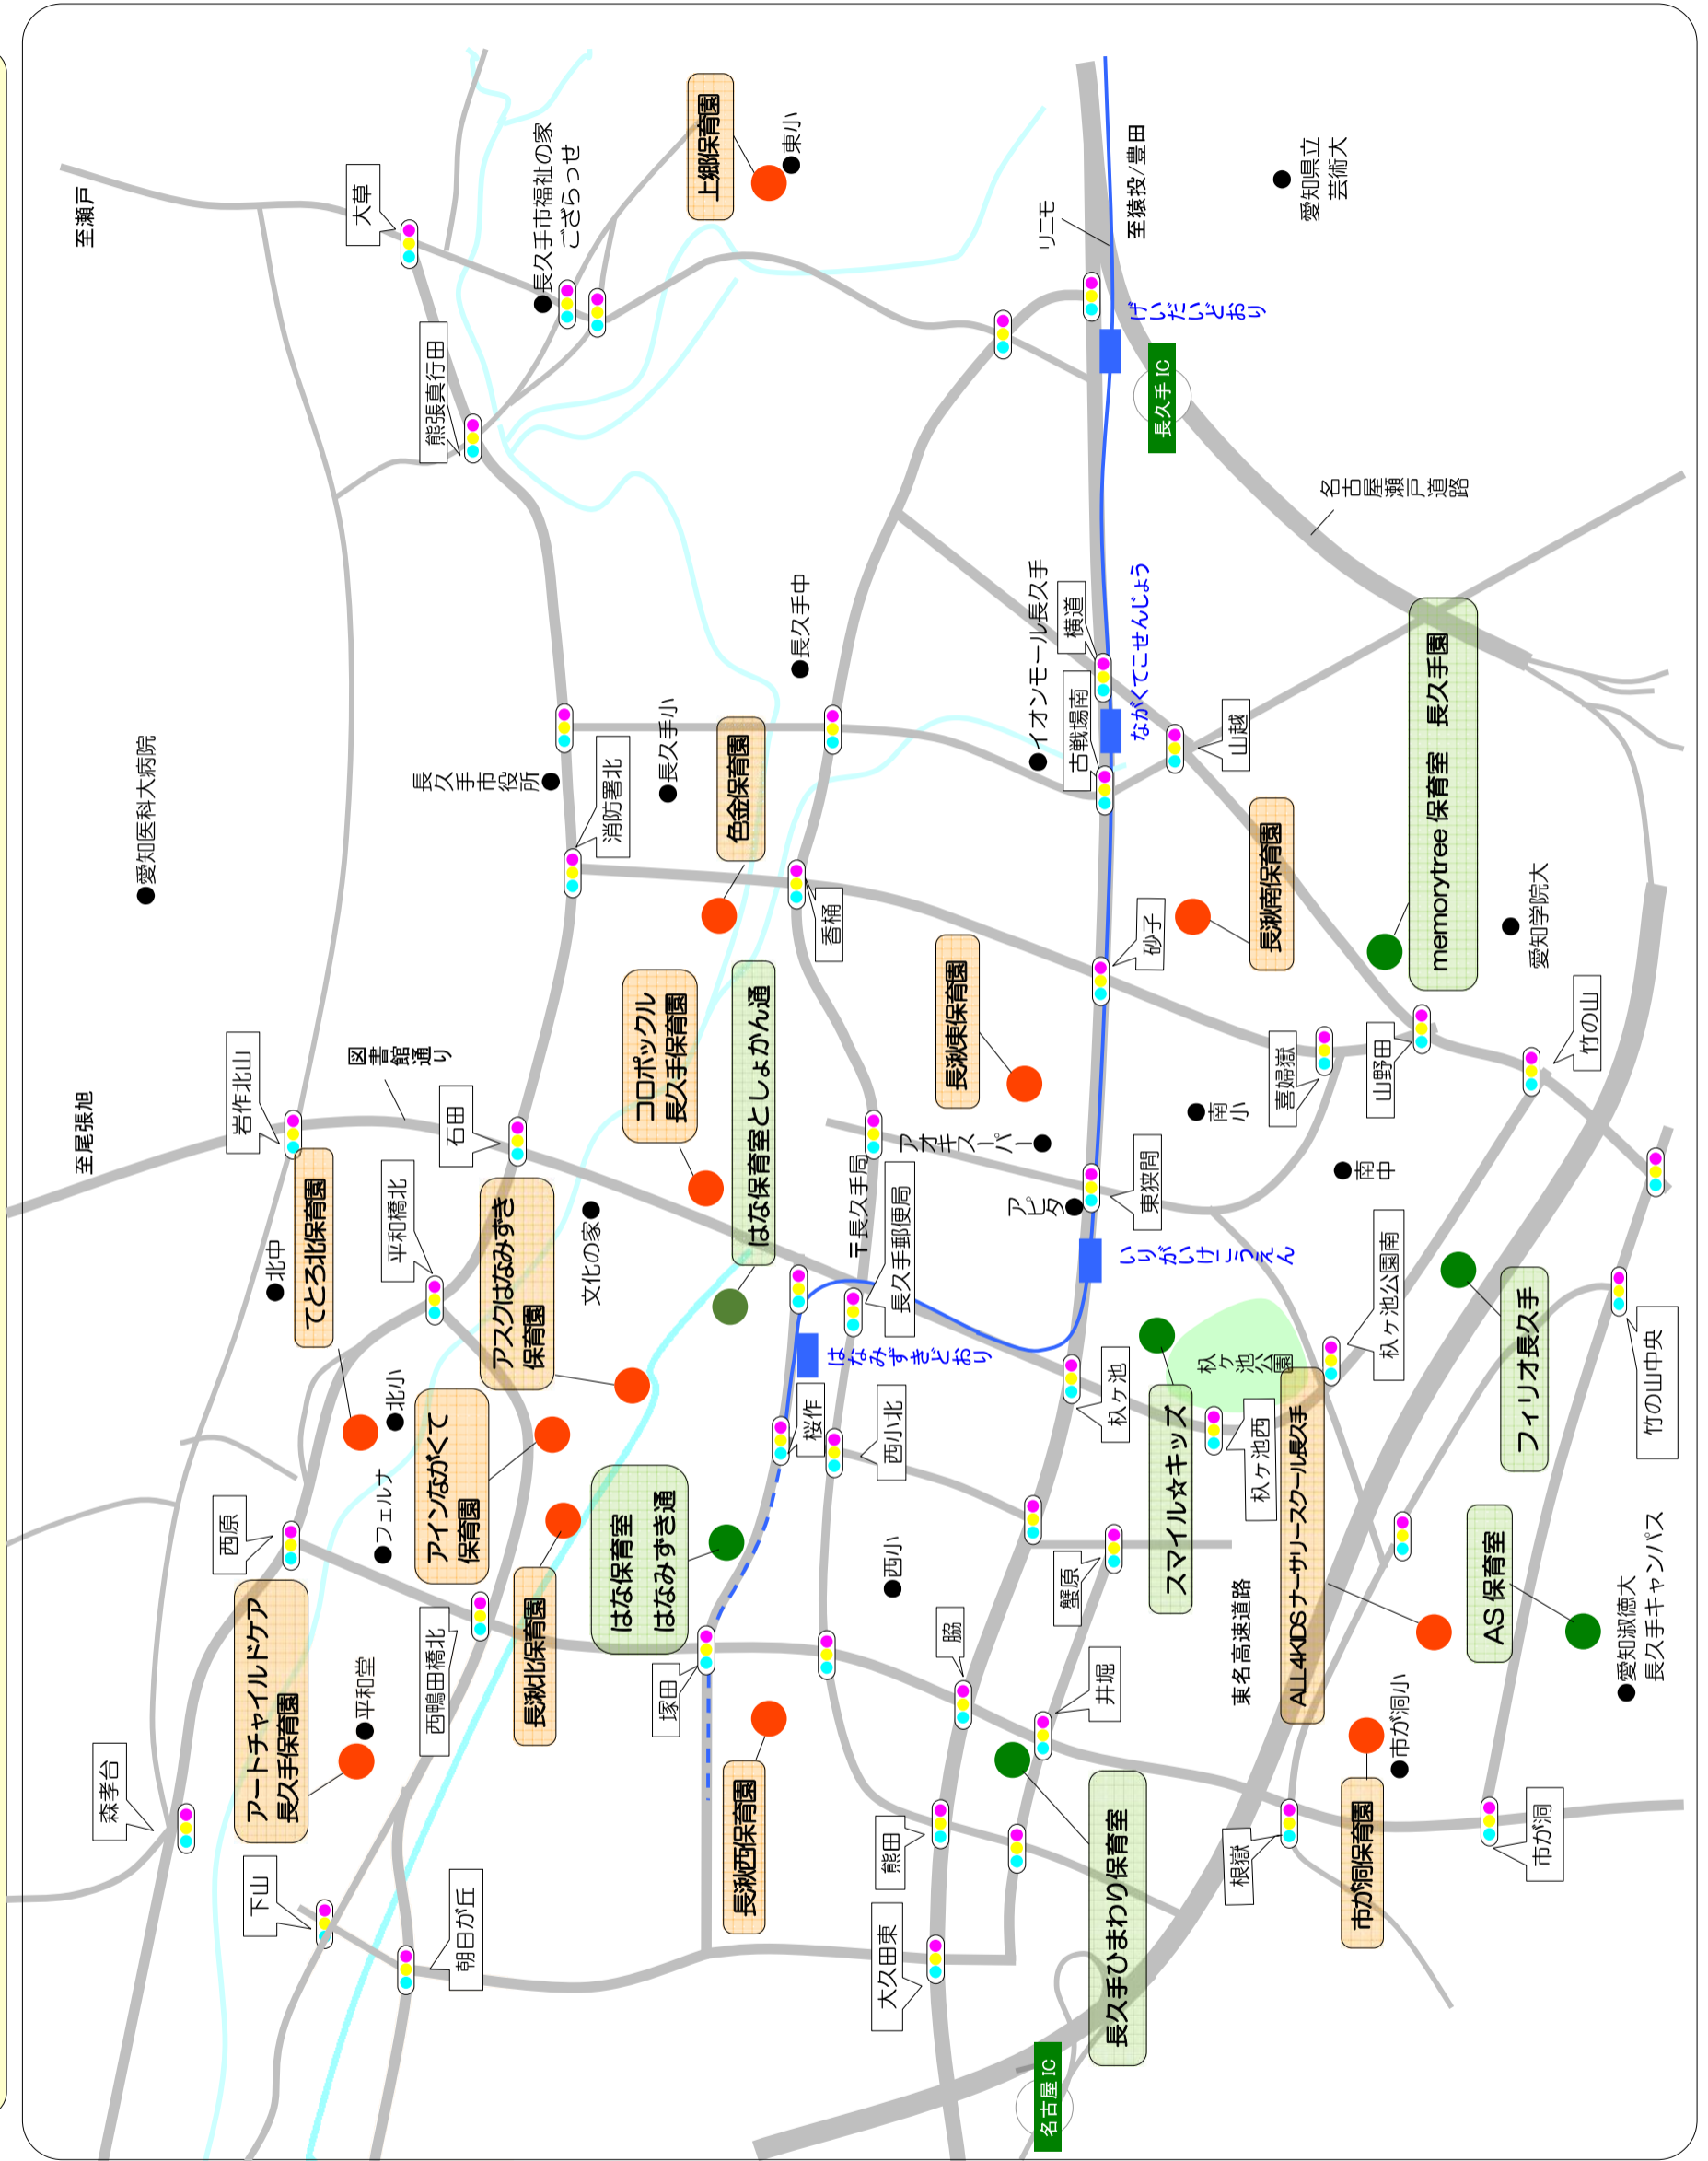 至瀬戸
大草
長久手市福祉の家
ござらっせ
上郷保育園
東小
リニモ
至猿投/豊田
愛知県立
芸術大
熊張真行田
げいだいどおり
長久手 IC
名古屋瀬戸道路
愛知医科大病院
長久手市役所
消防署北
長久手小
色金保育園
長久手中
香桶
イオンモール長久手
横道
古戦場南
ながくてこせんじょう
山越
長湫南保育園
memorytree 保育室 長久手園
愛知学院大
砂子
長湫東保育園
喜婦嶽
山野田
竹の山
至尾張旭
岩作北山
図書館通り
石田
コロポックル
長久手保育園
はな保育室としょかん通
アオキスーパー
南小
南中
てとろ北保育園
北中
平和橋北
アスクはなみずき
保育園
文化の家
〒長久手局
長久手郵便局
アピタ
東狭間
いりがいけこうえん
杁ヶ池公園南
はなみずきどおり
杁ヶ池
杁ヶ池公園
スマイル☆キッズ
杁ヶ池西
フィリオ長久手
竹の山中央
北小
アインながくて
保育園
フェルナ
西原
桜作
西小北
はな保育室
はなみずき通
長湫北保育園
西小
蟹原
ALL4KIDSナーサリースクール長久手
AS 保育室
愛知淑徳大
長久手キャンパス
アートチャイルドケア
長久手保育園
平和堂
西鴨田橋北
塚田
脇
井堀
東名高速道路
市が洞小
市が洞保育園
市が洞
森孝台
下山
朝日が丘
長湫西保育園
熊田
大久田東
根嶽
長久手ひまわり保育室
名古屋 IC